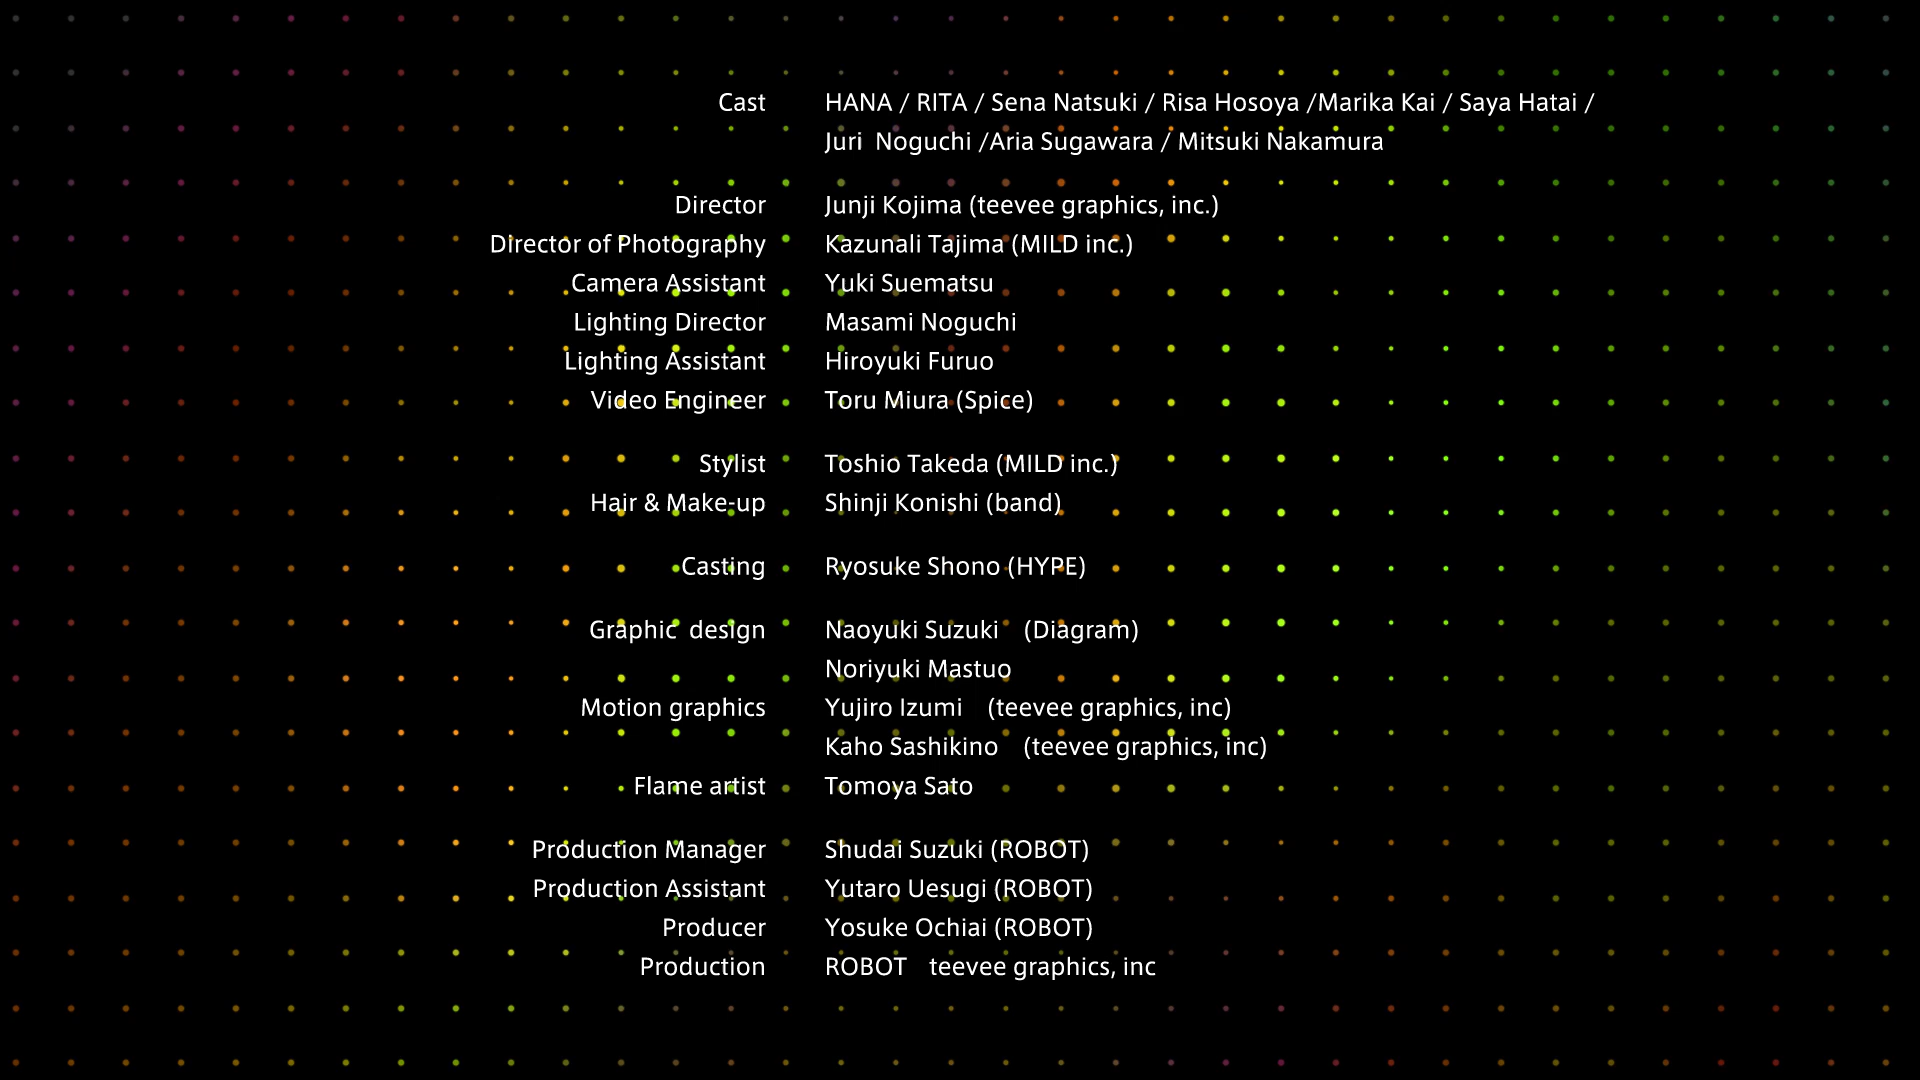 Cast HANA / RITA / Sena Natsuki / Risa Hosoya /Marika Kai / Saya Hatai /
Juri  Noguchi /Aria Sugawara / Mitsuki Nakamura
Director Junji Kojima (teevee graphics, inc.)
Director of Photography Kazunali Tajima (MILD inc.)
Camera Assistant Yuki Suematsu
Lighting Director Masami Noguchi
Lighting Assistant Hiroyuki Furuo
Video Engineer Toru Miura (Spice)
Stylist Toshio Takeda (MILD inc.)
Hair & Make-up Shinji Konishi (band)
Casting Ryosuke Shono (HYPE)
Graphic  design Naoyuki Suzuki　(Diagram)
Noriyuki Mastuo
Motion graphics Yujiro Izumi　(teevee graphics, inc)
Kaho Sashikino　(teevee graphics, inc)
Flame artist Tomoya Sato
Production Manager Shudai Suzuki (ROBOT)
Production Assistant Yutaro Uesugi (ROBOT)
Producer Yosuke Ochiai (ROBOT)
Production ROBOT　teevee graphics, inc